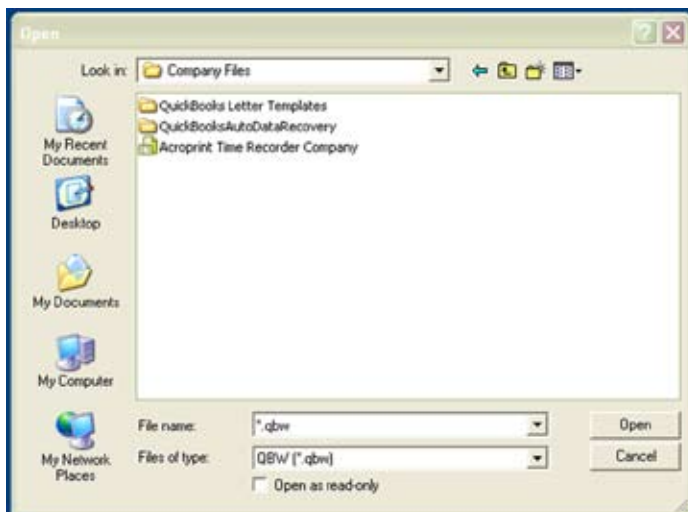 Open
Look in:
Company Files
My Recent
Documents
Desktop
My Documents
My Computer
My Network
Places
QuickBooks Letter Templates
QuickBooksAutoDataRecovery
Acroprint Time Recorder Company
File name:
*.qbw
Open
Files of type:
QBW (*.qbw)
Cancel
Open as read-only